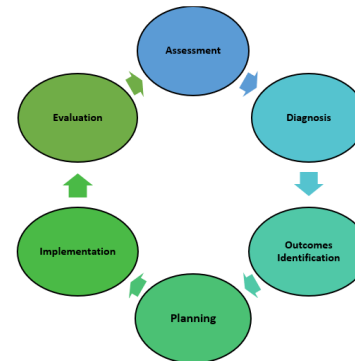 Assessment
Diagnosis
Outcomes
Identification
Planning
Implementation
Evaluation